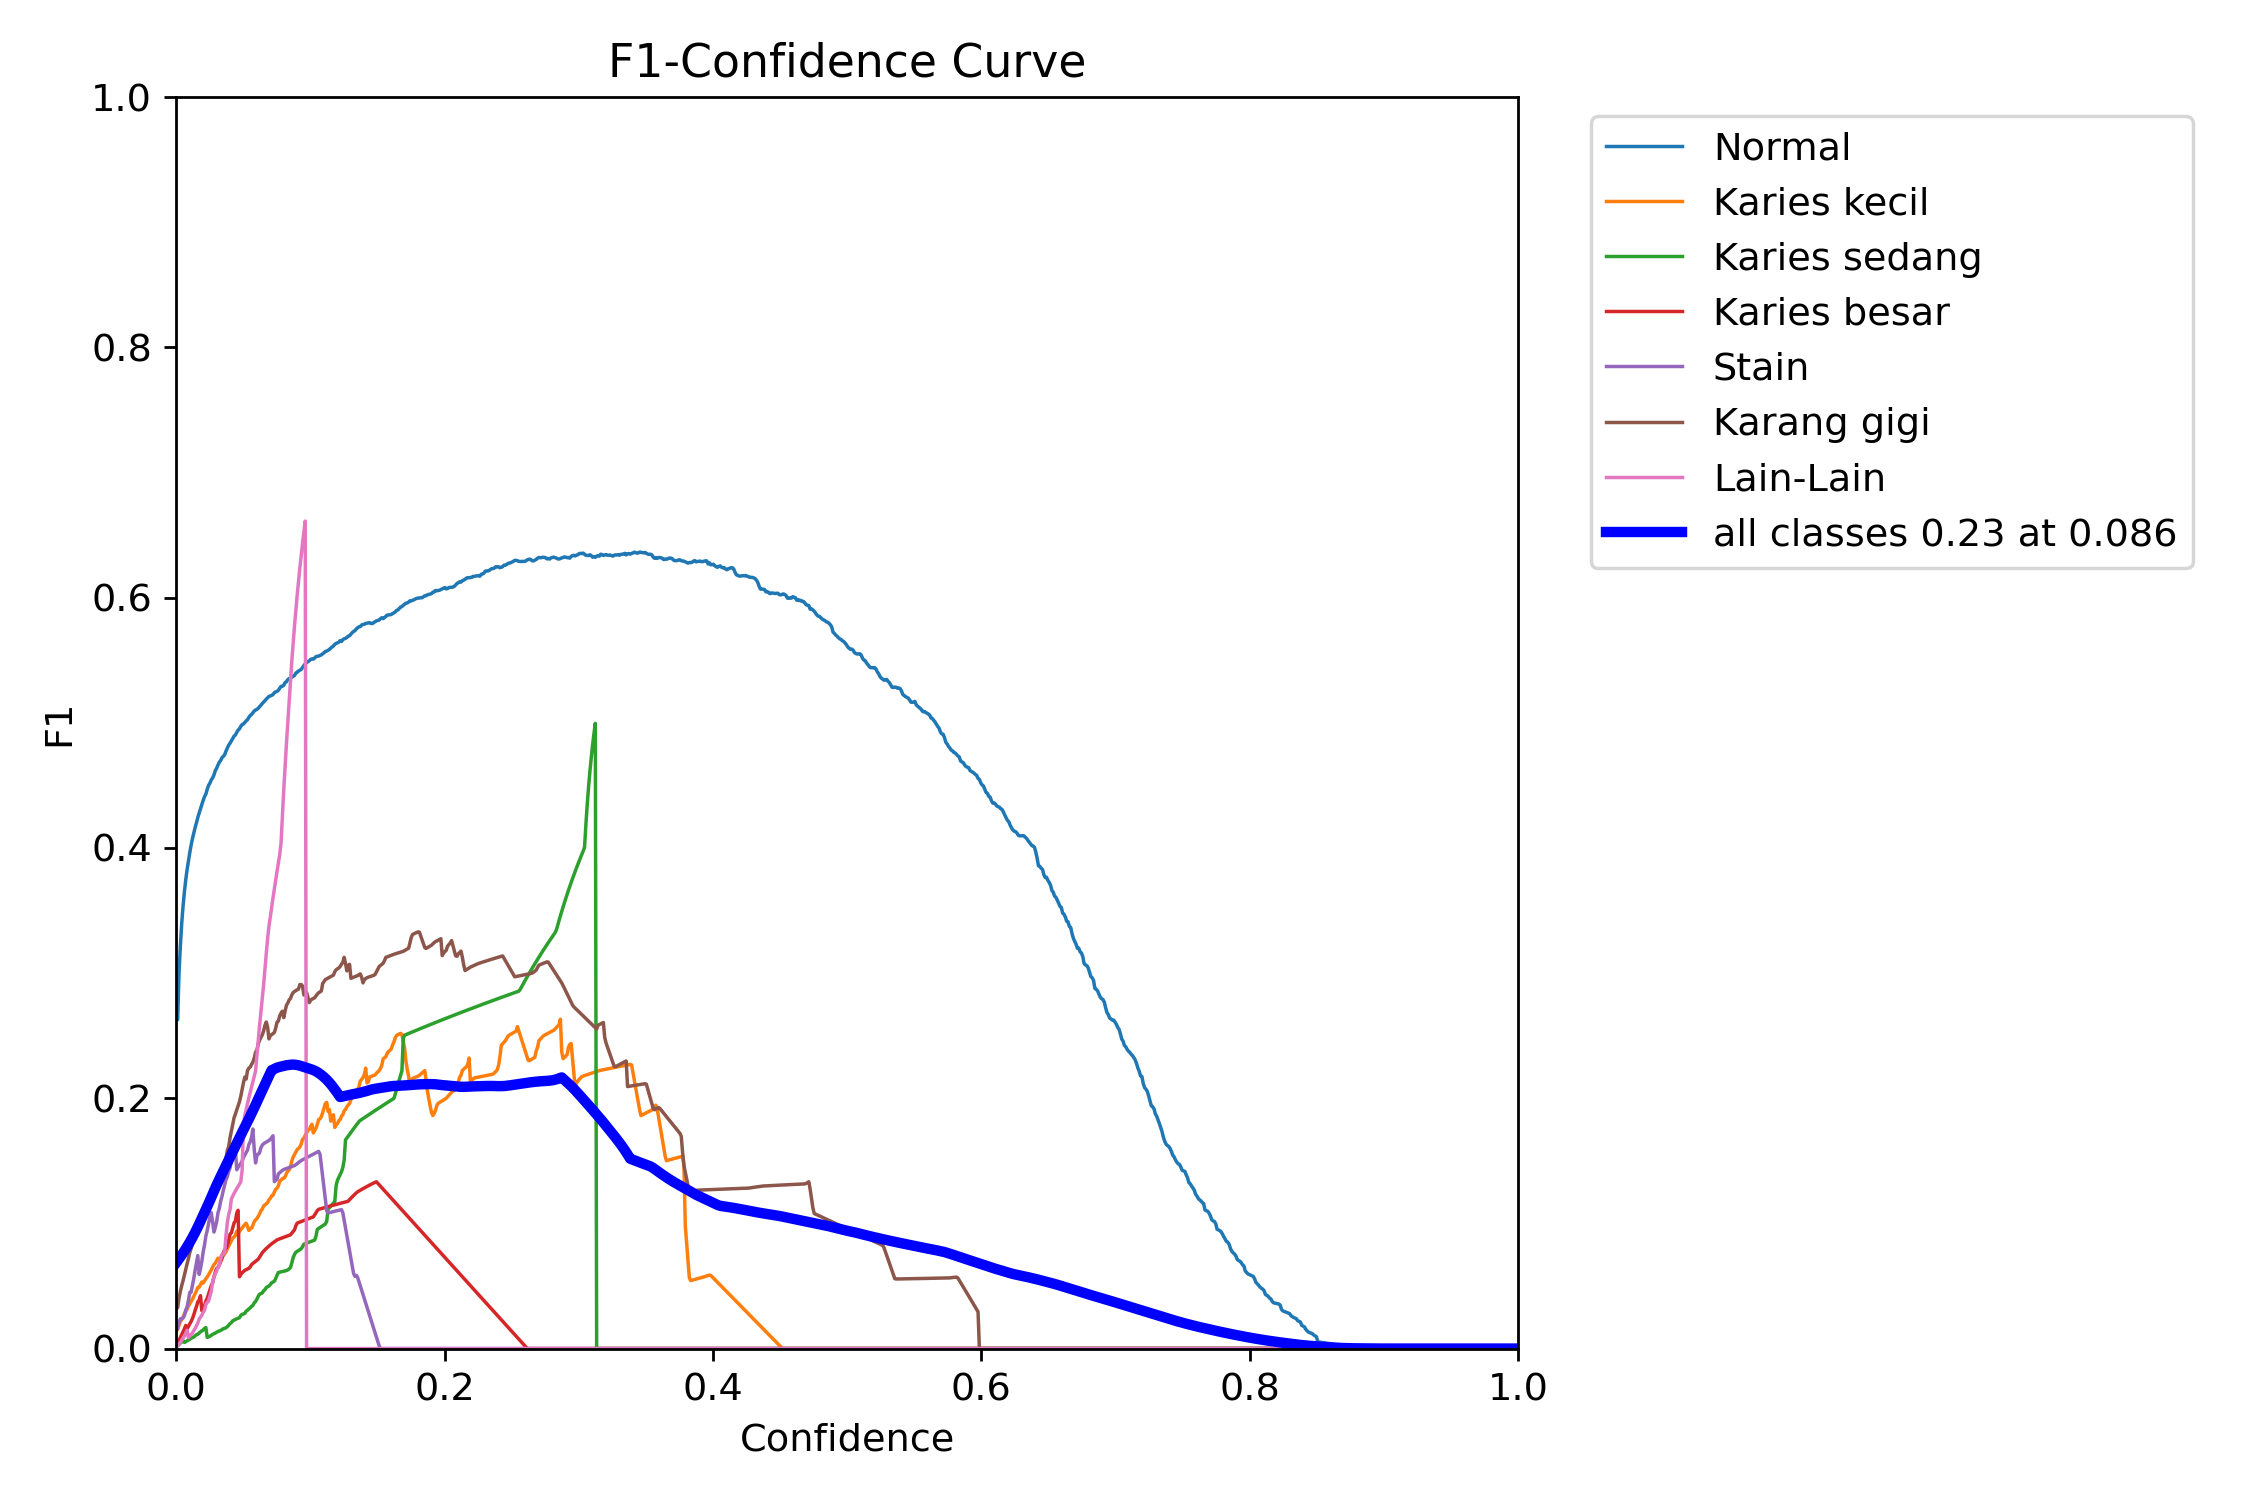 F1-Confidence Curve
1.0
0.8
0.6
0.4
0.2
0.0
F1
0.0 0.2 0.4 0.6 0.8 1.0
Confidence
Normal
Karies kecil
Karies sedang
Karies besar
Stain
Karang gigi
Lain-Lain
all classes 0.23 at 0.086